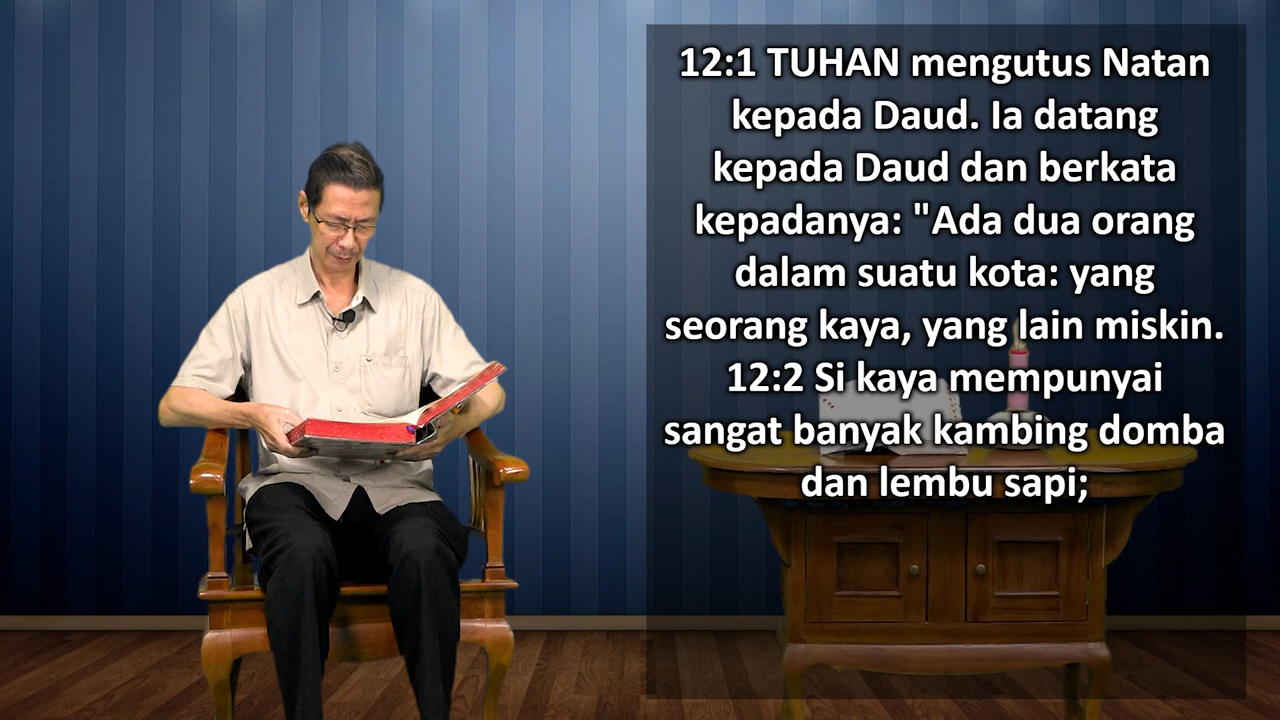 12:1 TUHAN mengutus Natan
kepada Daud. Ia datang
kepada Daud dan berkata
kepadanya: "Ada dua orang
dalam suatu kota: yang
seorang kaya, yang lain miskin.
12:2 Si kaya mempunyai
sangat banyak kambing domba
dan lembu sapi;